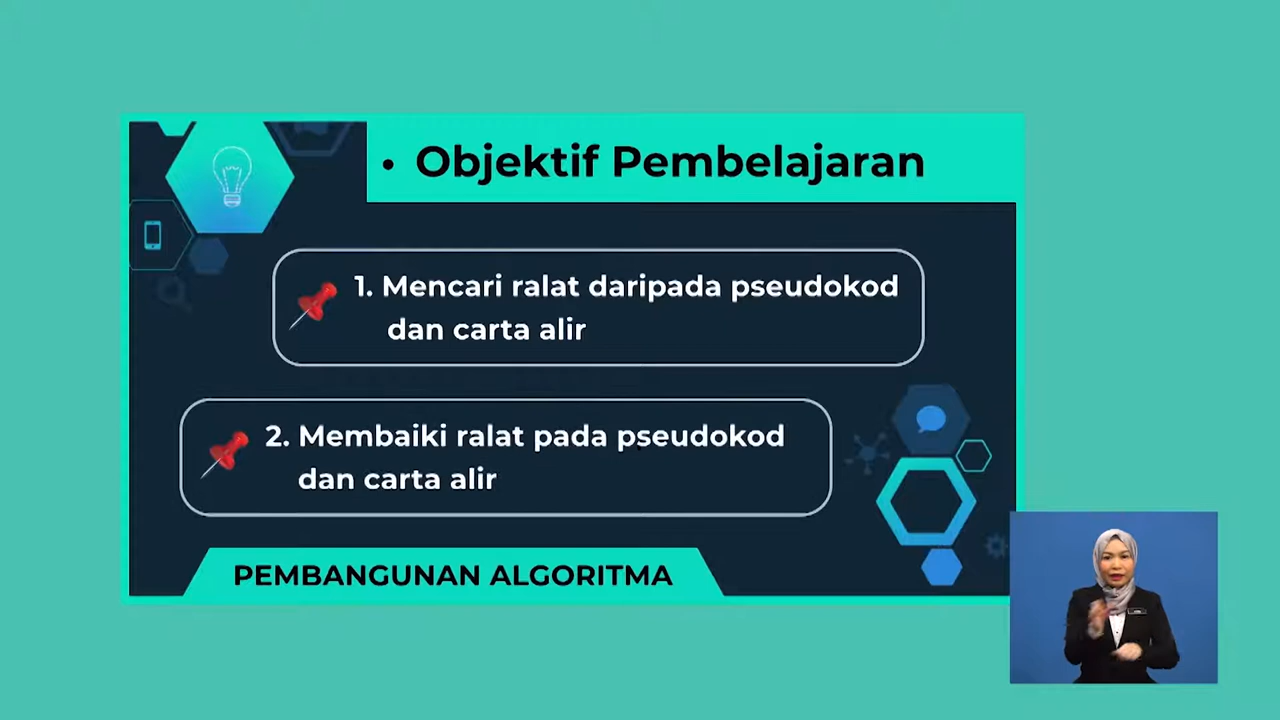 • Objektif Pembelajaran
1. Mencari ralat daripada pseudokod
dan carta alir
2. Membaiki ralat pada pseudokod
dan carta alir
PEMBANGUNAN ALGORITMA